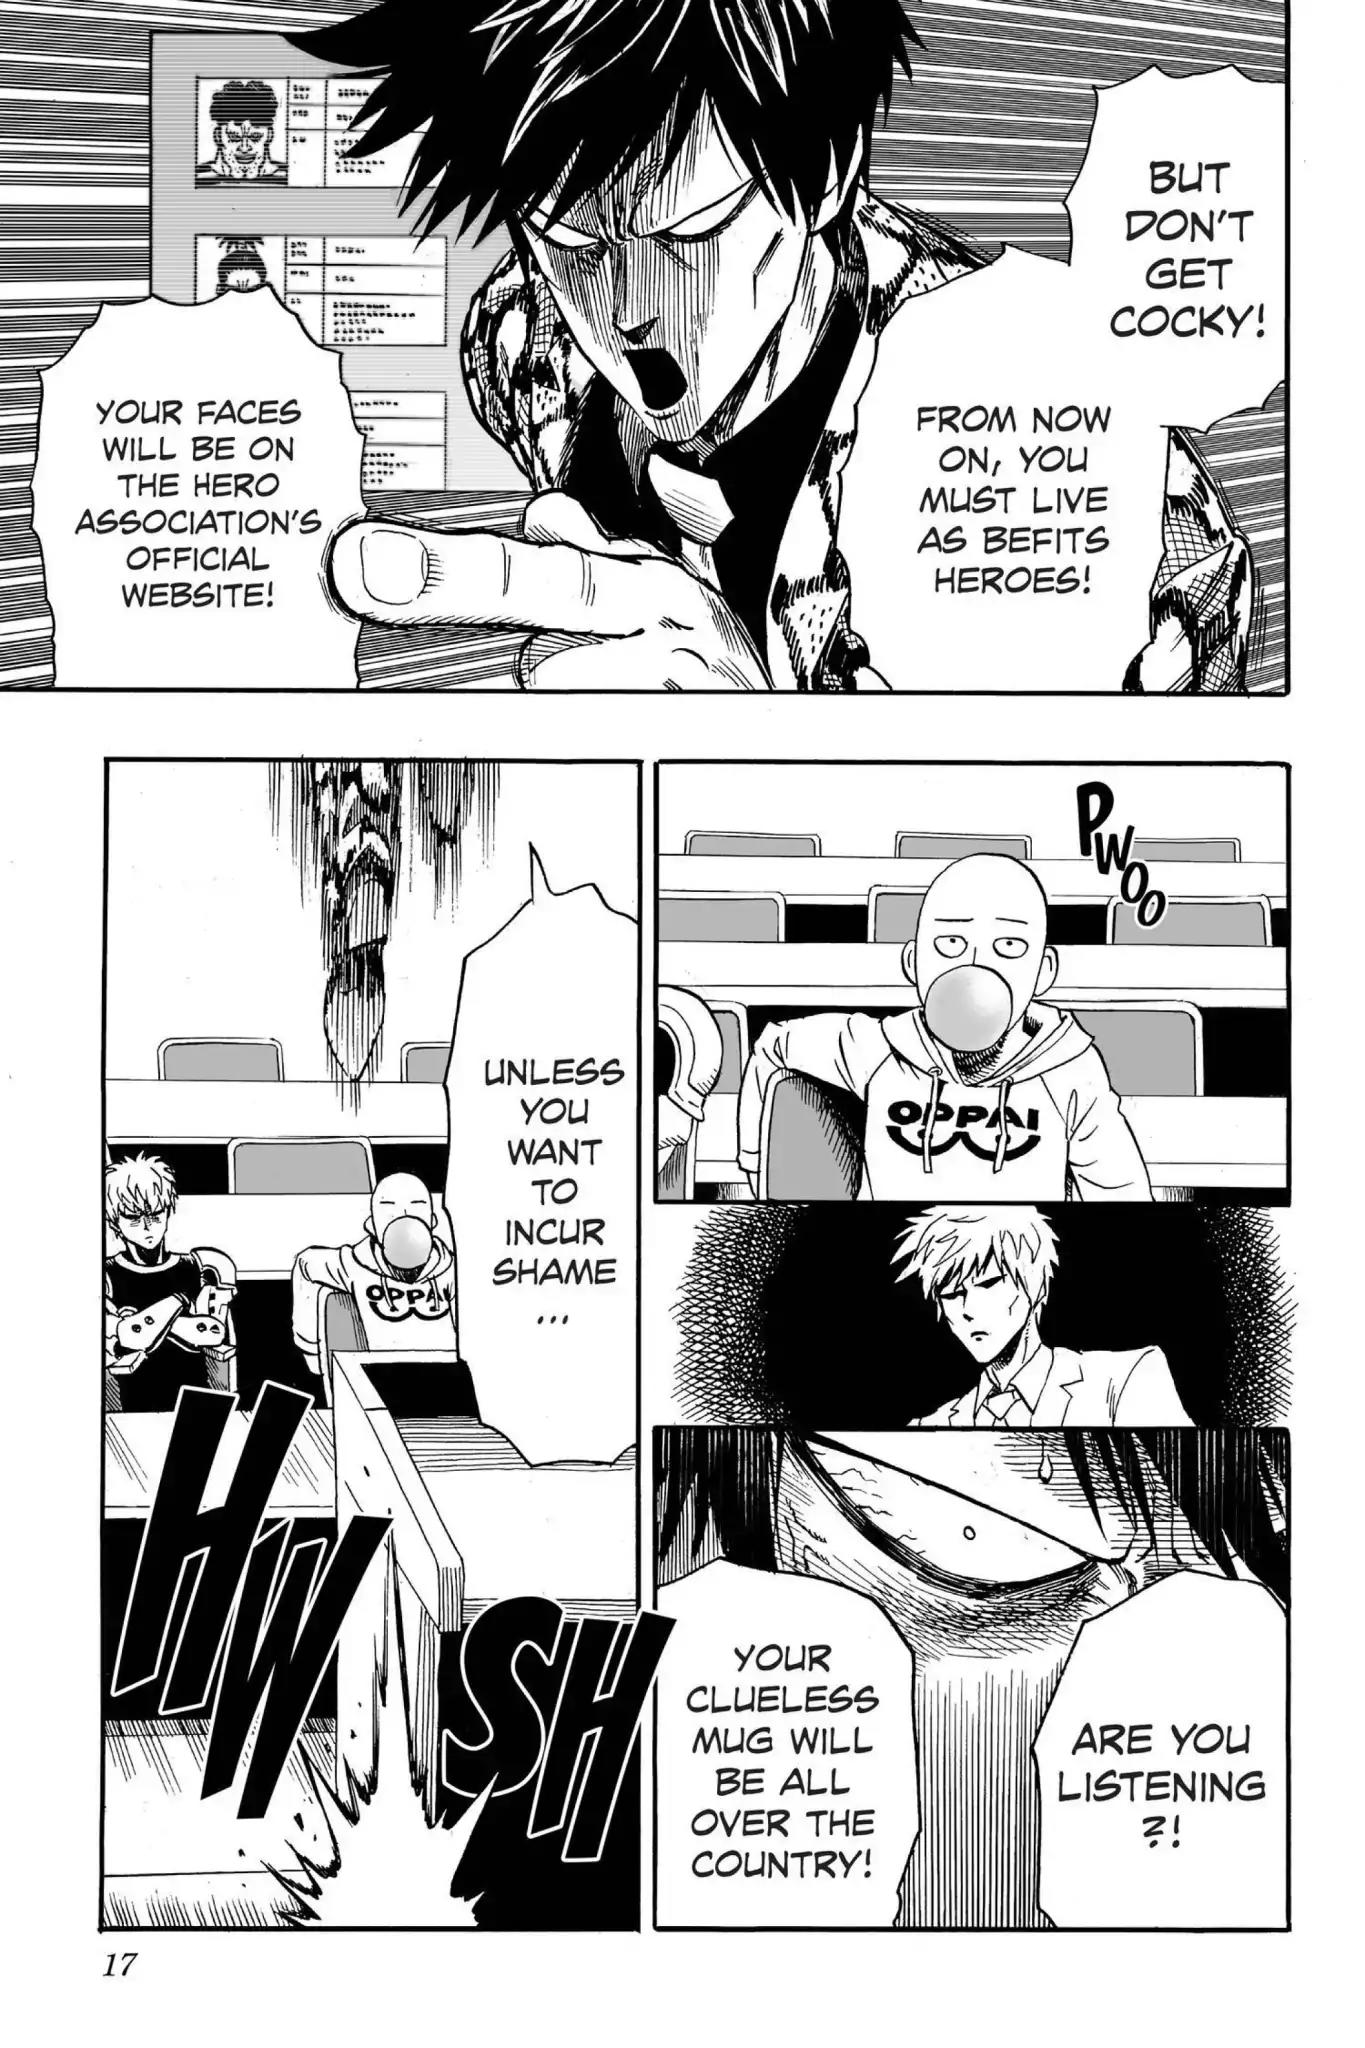 BUT
DON'T
GET
COCKY!
FROM NOW
ON, YOU
MUST LIVE
AS BEFITS
HEROES!
YOUR FACES
WILL BE ON
THE HERO
ASSOCIATION'S
OFFICIAL
WEBSITE!
PWOO
OPPAI
ARE YOU
LISTENING
?!
YOUR
CLUELESS
MUG WILL
BE ALL
OVER THE
COUNTRY!
UNLESS
YOU
WANT
TO
INCUR
SHAME
...
OPPAI
HWSH
17